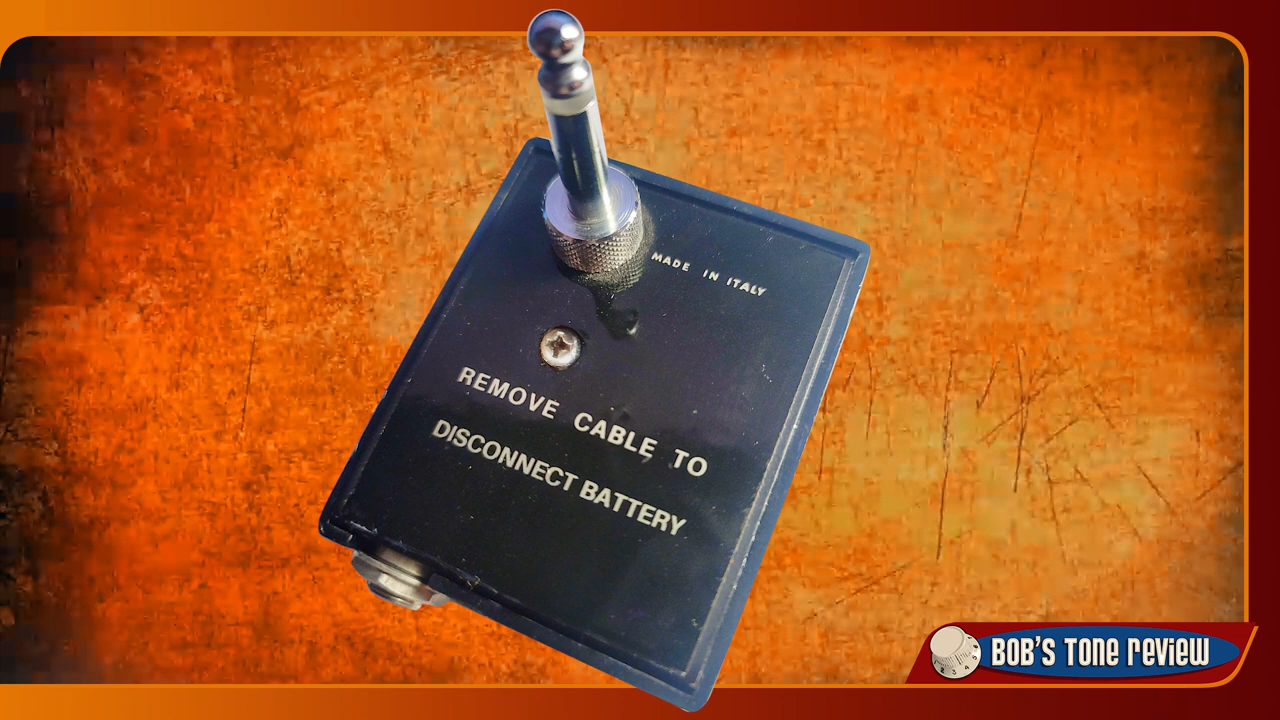 MADE IN ITALY
REMOVE CABLE TO
DISCONNECT BATTERY
BOB'S TONE REVIEW